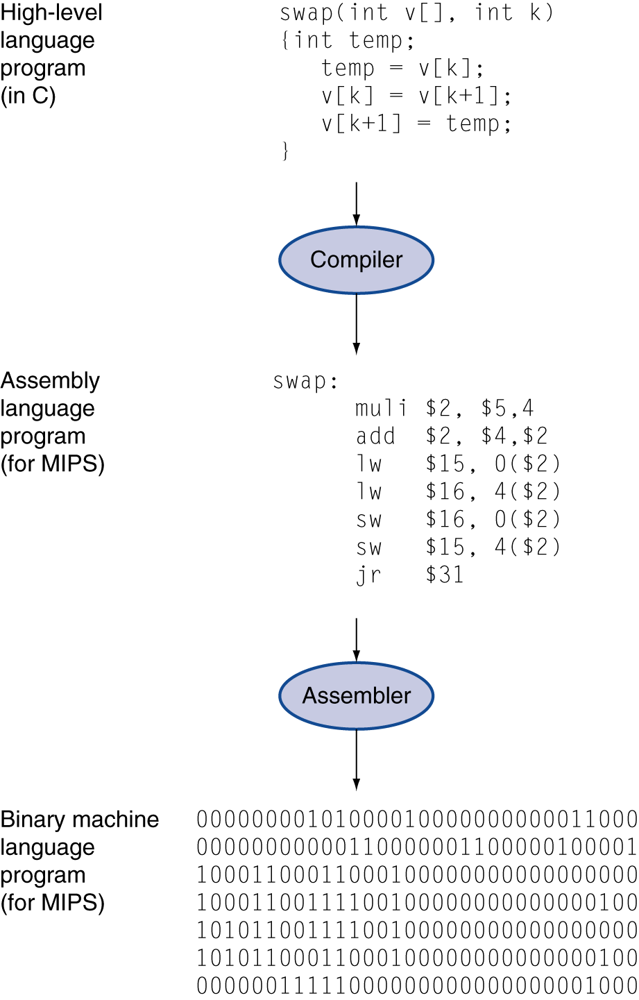 High-level
language
program
(in C)
swap(int v[], int k)
{int temp;
temp = v[k];
v[k] = v[k+1];
v[k+1] = temp;
}
Compiler
Assembly
language
program
(for MIPS)
swap:
muli $2, $5,4
add $2, $4,$2
lw $15, 0($2)
lw $16, 4($2)
sw $16, 0($2)
sw $15, 4($2)
jr $31
Assembler
Binary machine
language
program
(for MIPS)
00000000101000010000000000011000
00000000000110000001100000100001
10001100011000100000000000000000
10001100111100100000000000000100
10101100111100100000000000000000
10101100011000100000000000000100
00000011111000000000000000001000